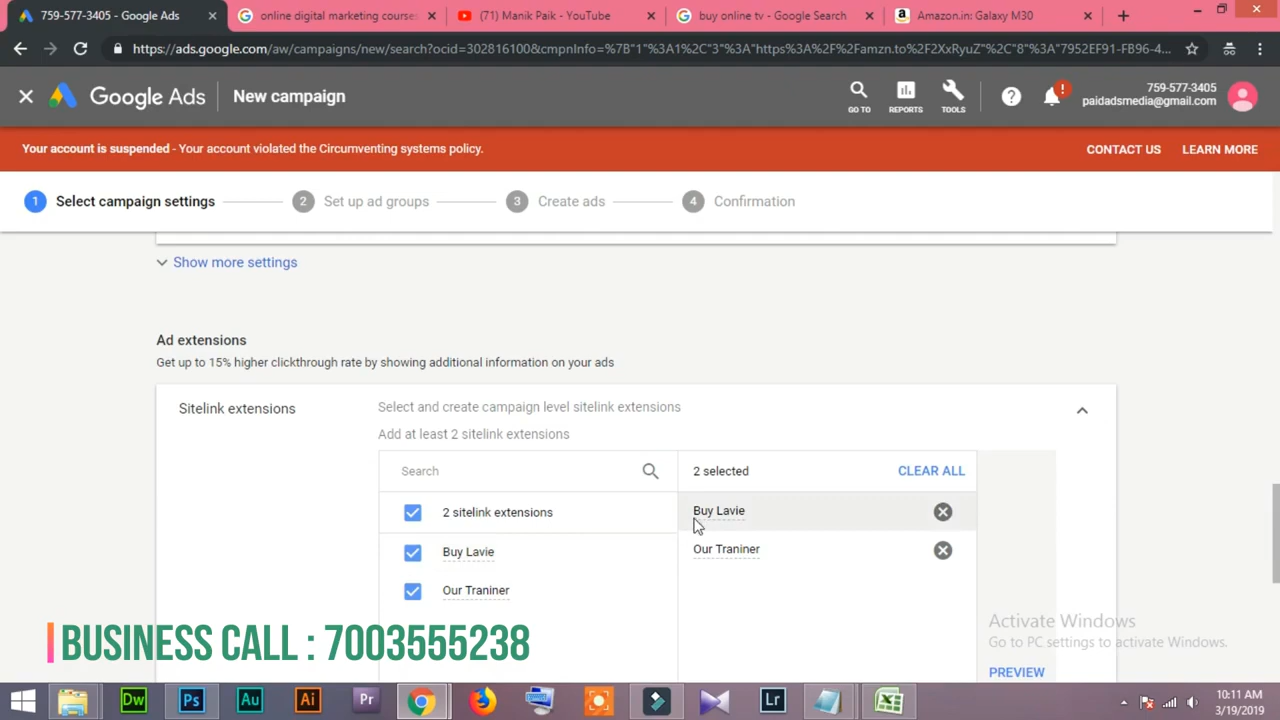 759-577-3405 - Google Ads
online digital marketing course
(71) Manik Paik - YouTube
buy online tv - Google Search
Amazon.in: Galaxy M30
https://ads.google.com/aw/campaigns/new/search?ocid=302816100&cmpnInfo=%7B"1"%3A1%2C"3"%3A"https%3A%2F%2Famzn.to%2F2XxRyuZ"%2C"8"%3A"7952EF91-FB96-4...
Google Ads
New campaign
GO TO
REPORTS
TOOLS
759-577-3405
paidadsmedia@gmail.com
Your account is suspended - Your account violated the Circumventing systems policy.
CONTACT US
LEARN MORE
1 Select campaign settings
2 Set up ad groups
3 Create ads
4 Confirmation
Show more settings
Ad extensions
Get up to 15% higher clickthrough rate by showing additional information on your ads
Sitelink extensions
Select and create campaign level sitelink extensions
Add at least 2 sitelink extensions
Search
2 selected
CLEAR ALL
2 sitelink extensions
Buy Lavie
Buy Lavie
Our Traniner
Our Traniner
Activate Windows
Go to PC settings to activate Windows.
BUSINESS CALL : 7003555238
PREVIEW
Dw
Ps
Au
Ai
Pr
Lr
10:11 AM
3/19/2019